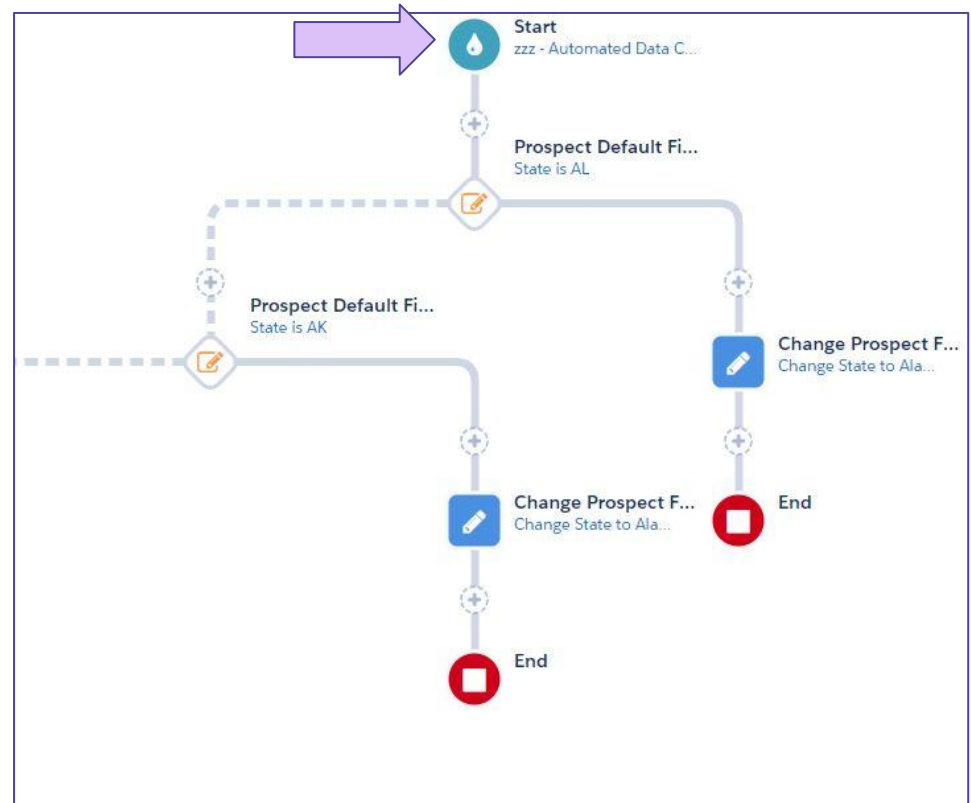 Start
zzz - Automated Data C...
Prospect Default Fi...
State is AL
Prospect Default Fi...
State is AK
Change Prospect F...
Change State to Ala...
Change Prospect F...
Change State to Ala...
End
End